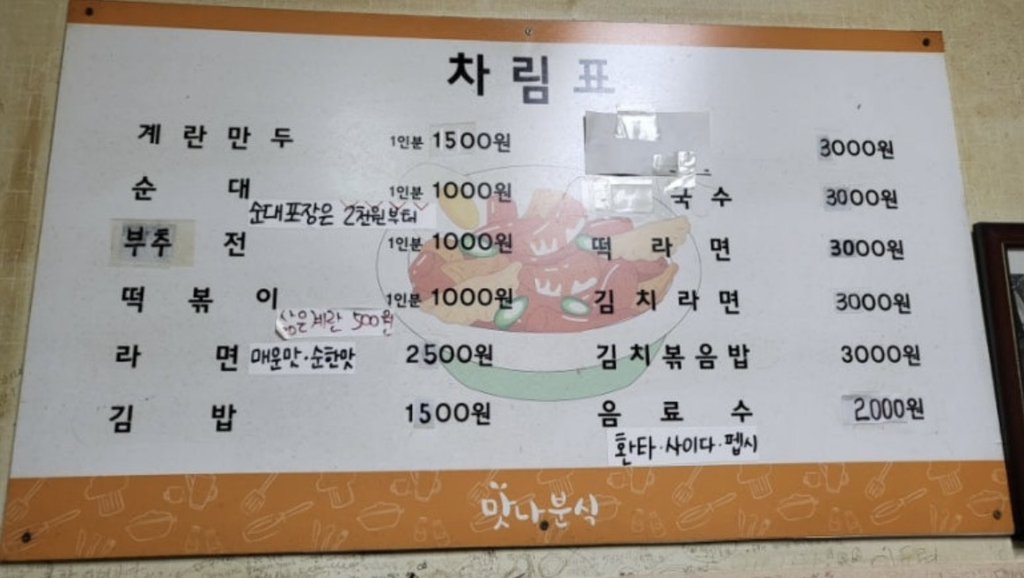 차림표
계란만두 1인분 1500원
순대 1인분 1000원
순대포장은 2천원부터
부추전 1인분 1000원
떡볶이 1인분 1000원
삶은계란 500원
라면 매운맛·순한맛 2500원
김밥 1500원
3000원
국수 3000원
떡라면 3000원
김치라면 3000원
김치볶음밥 3000원
음료수 2000원
환타·사이다·펩시
맛나분식